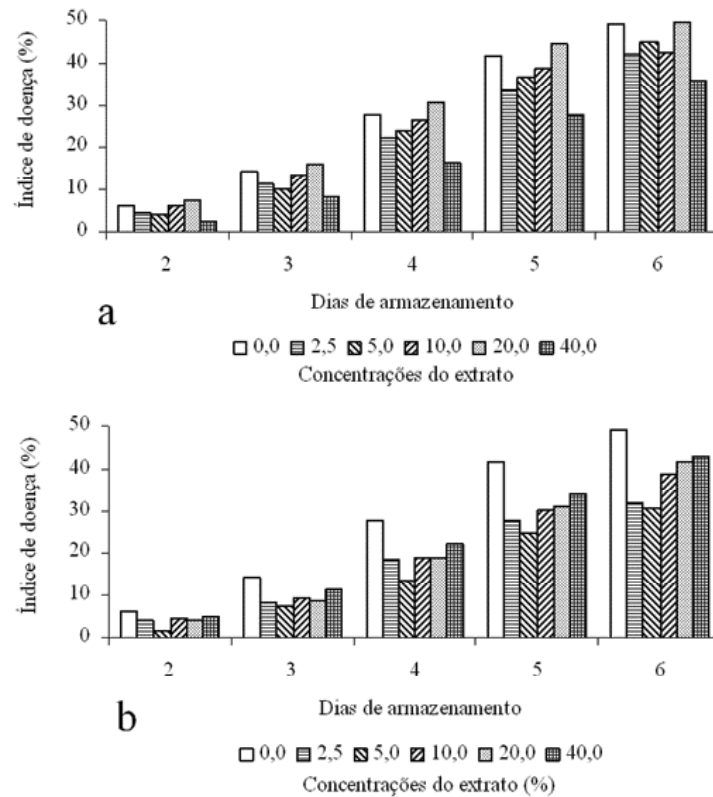 50
40
30
20
10
0
Índice de doença (%)
2 3 4 5 6
Dias de armazenamento
a
0,0 2,5 5,0 10,0 20,0 40,0
Concentrações do extrato
50
40
30
20
10
0
Índice de doença (%)
2 3 4 5 6
Dias de armazenamento
b
0,0 2,5 5,0 10,0 20,0 40,0
Concentrações do extrato (%)